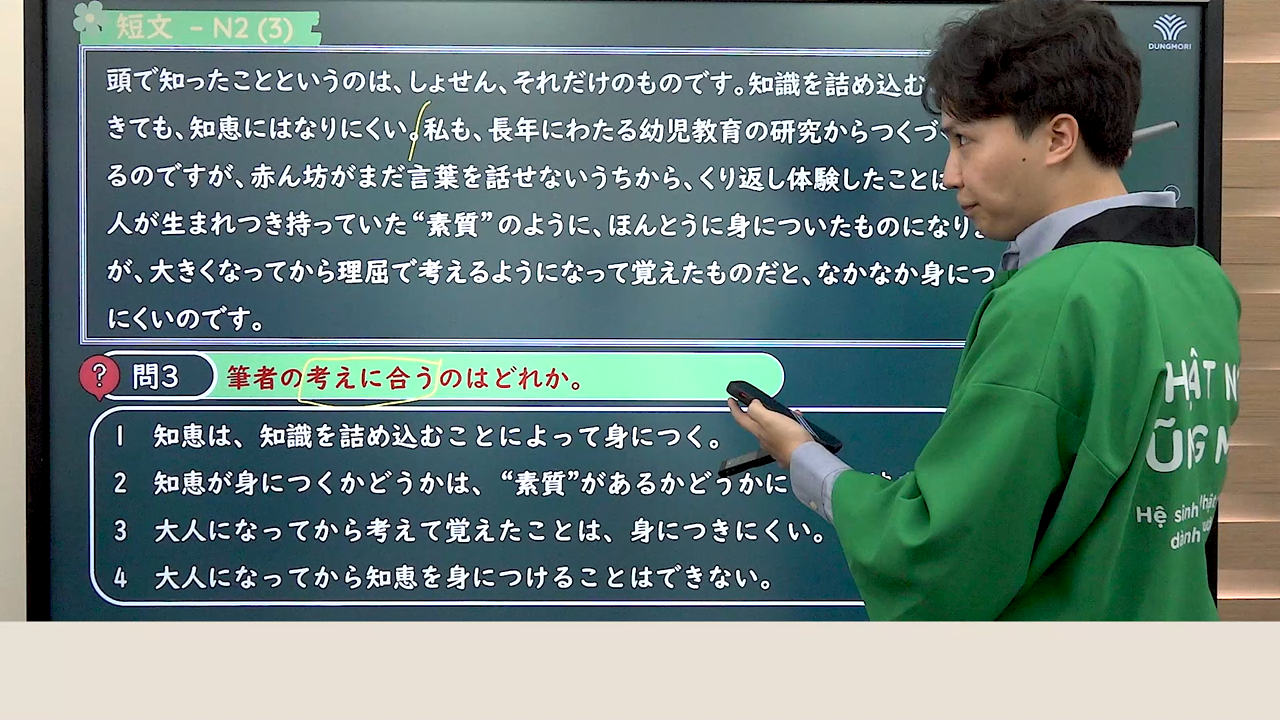 短文 - N2 (3)
DUNGMORI
頭で知ったことというのは、しょせん、それだけのものです。知識を詰め込む
きても、知恵にはなりにくい。私も、長年にわたる幼児教育の研究からつくづ
るのですが、赤ん坊がまだ言葉を話せないうちから、くり返し体験したことは
人が生まれつき持っていた“素質”のように、ほんとうに身についたものになりま
が、大きくなってから理屈で考えるようになって覚えたものだと、なかなか身につ
にくいのです。
? 問3 筆者の考えに合うのはどれか。
1 知恵は、知識を詰め込むことによって身につく。
2 知恵が身につくかどうかは、“素質”があるかどうかに
3 大人になってから考えて覚えたことは、身につきにくい。
4 大人になってから知恵を身につけることはできない。
HẬT
ŨNG
Hệ sinh
dành